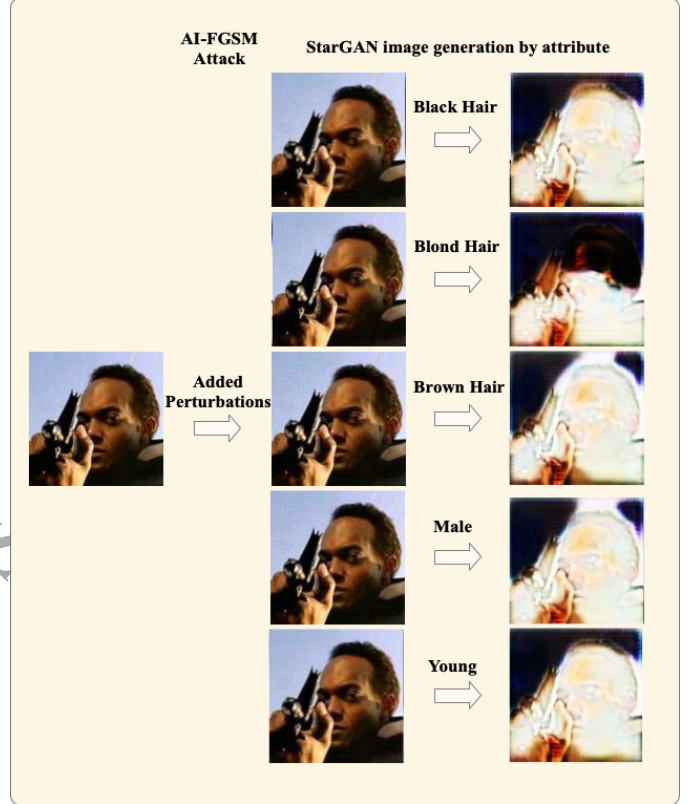 AI-FGSM
Attack
StarGAN image generation by attribute
Black Hair
Blond Hair
Added
Perturbations
Brown Hair
Male
Young